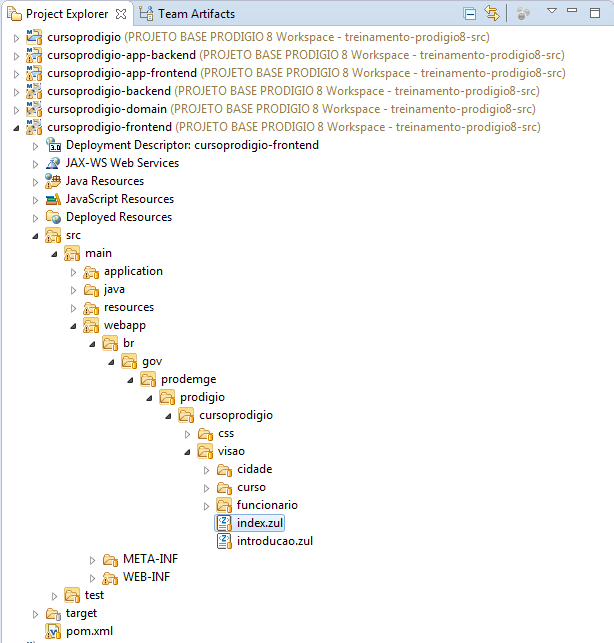 Project Explorer Team Artifacts
cursoprodigio (PROJETO BASE PRODIGIO 8 Workspace - treinamento-prodigio8-src)
cursoprodigio-app-backend (PROJETO BASE PRODIGIO 8 Workspace - treinamento-prodigio8-src)
cursoprodigio-app-frontend (PROJETO BASE PRODIGIO 8 Workspace - treinamento-prodigio8-src)
cursoprodigio-backend (PROJETO BASE PRODIGIO 8 Workspace - treinamento-prodigio8-src)
cursoprodigio-domain (PROJETO BASE PRODIGIO 8 Workspace - treinamento-prodigio8-src)
cursoprodigio-frontend (PROJETO BASE PRODIGIO 8 Workspace - treinamento-prodigio8-src)
Deployment Descriptor: cursoprodigio-frontend
JAX-WS Web Services
Java Resources
JavaScript Resources
Deployed Resources
src
main
application
java
resources
webapp
br
gov
prodemge
prodigio
cursoprodigio
css
visao
cidade
curso
funcionario
index.zul
introducao.zul
META-INF
WEB-INF
test
target
pom.xml